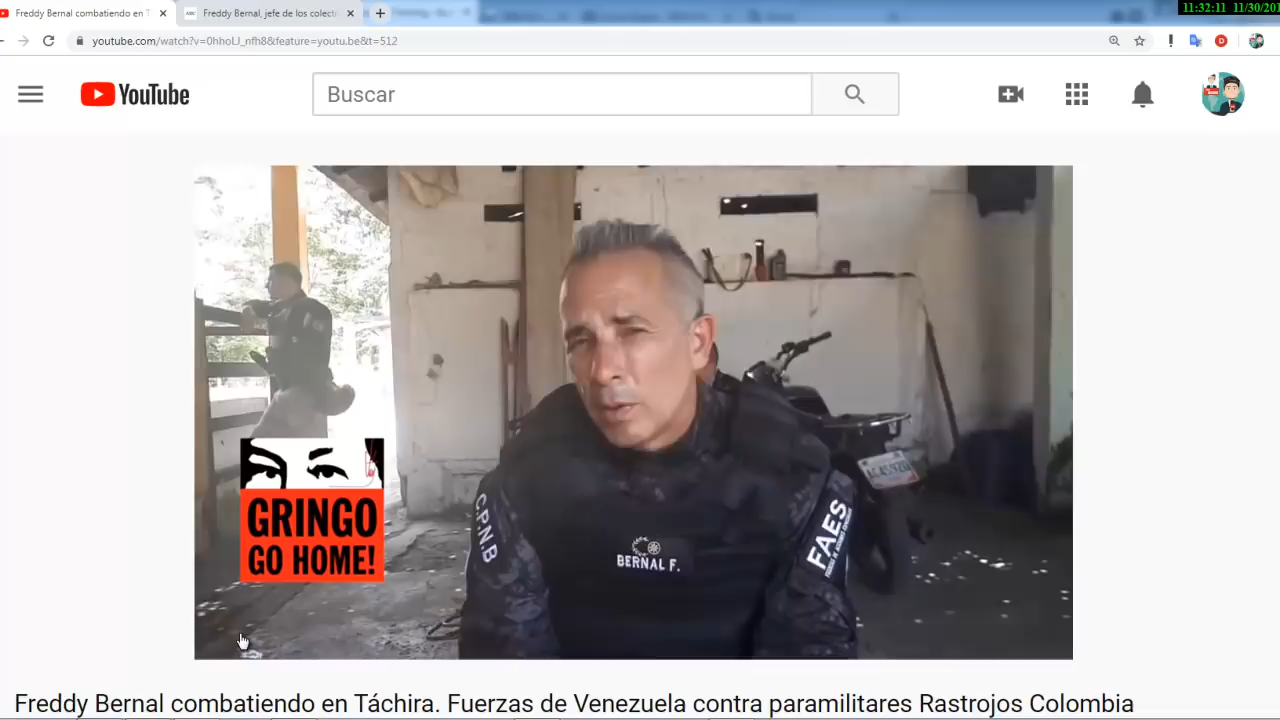 Freddy Bernal combatiendo en T
Freddy Bernal, jefe de los colecti
11:32:11 11/30/201
youtube.com/watch?v=0hhoLJ_nfh8&feature=youtu.be&t=512
YouTube
Buscar
C.P.N.B
FAES
BERNAL F.
GRINGO
GO HOME!
Freddy Bernal combatiendo en Táchira. Fuerzas de Venezuela contra paramilitares Rastrojos Colombia